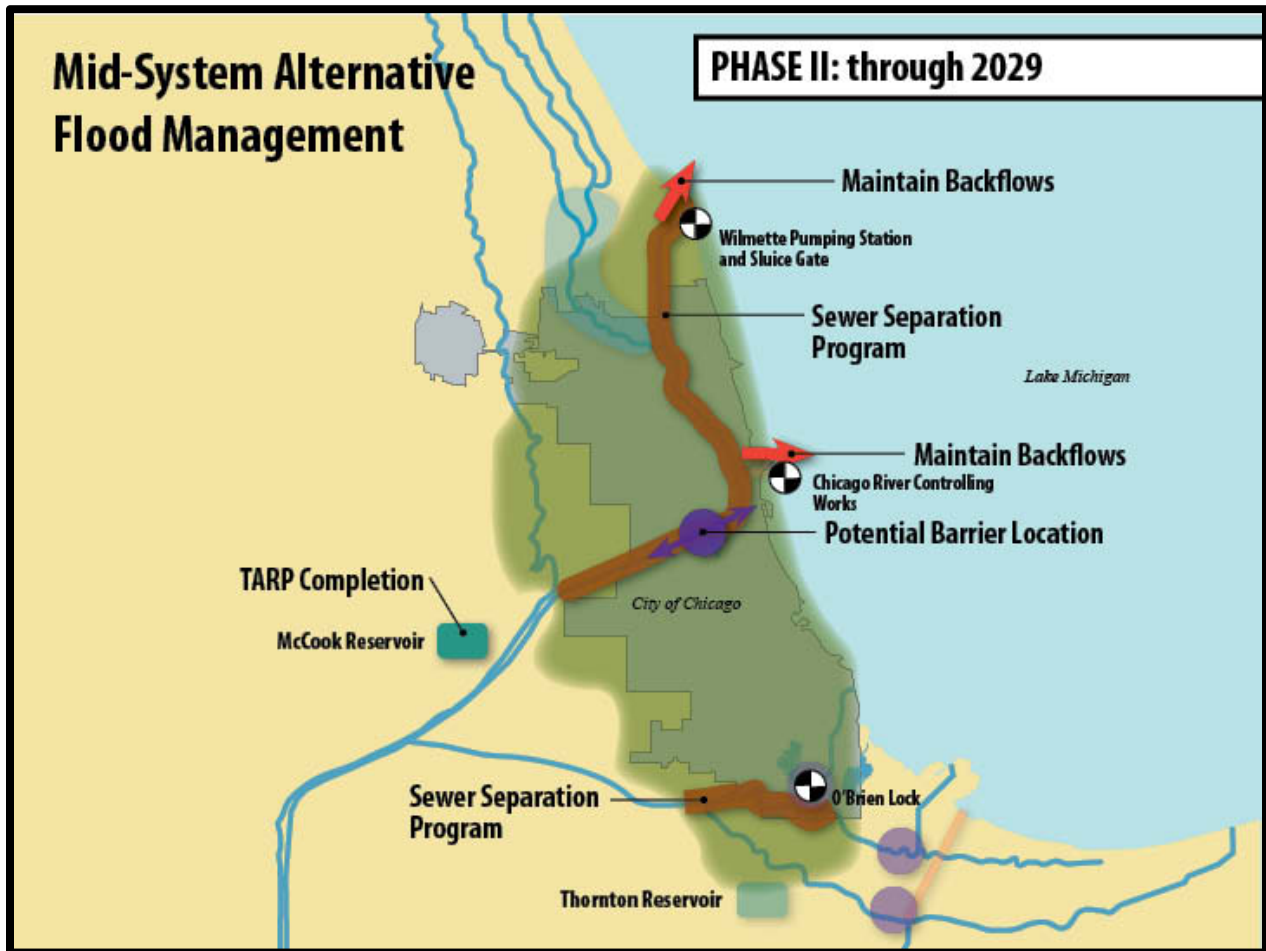 Mid-System Alternative
Flood Management
PHASE II: through 2029
Maintain Backflows
Wilmette Pumping Station
and Sluice Gate
Sewer Separation
Program
Lake Michigan
Maintain Backflows
Chicago River Controlling
Works
Potential Barrier Location
TARP Completion
City of Chicago
McCook Reservoir
Sewer Separation
Program
O'Brien Lock
Thornton Reservoir